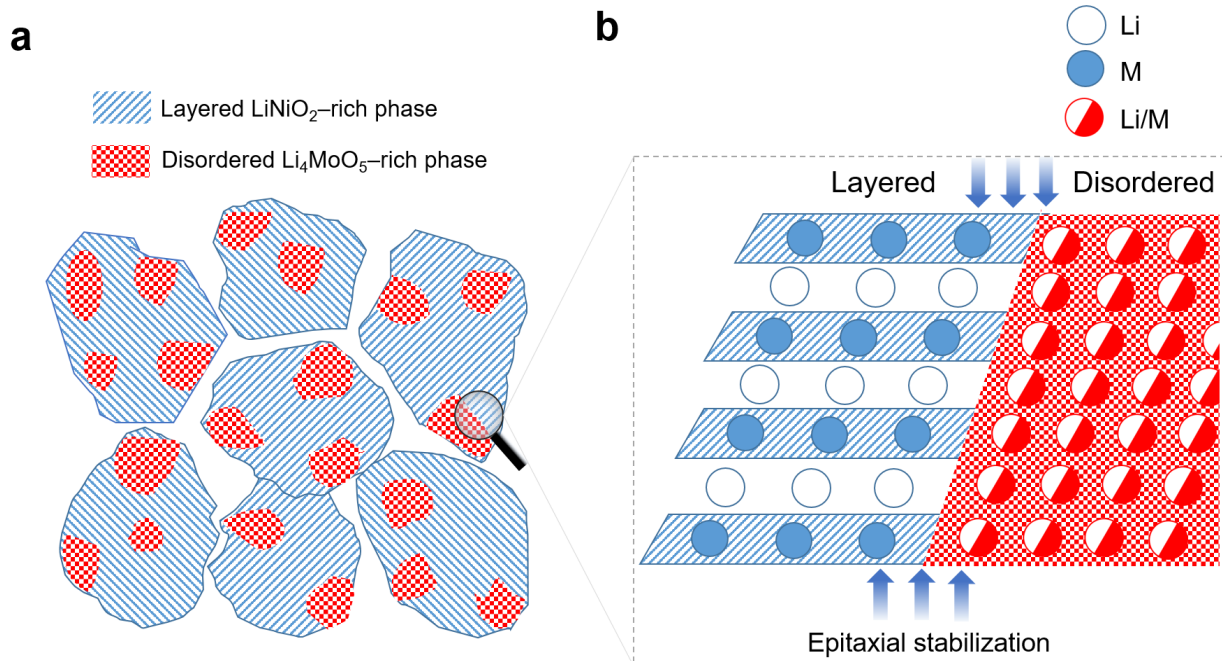 a
Layered LiNiO₂–rich phase
Disordered Li₄MoO₅–rich phase
b
Li
M
Li/M
Layered
Disordered
Epitaxial stabilization